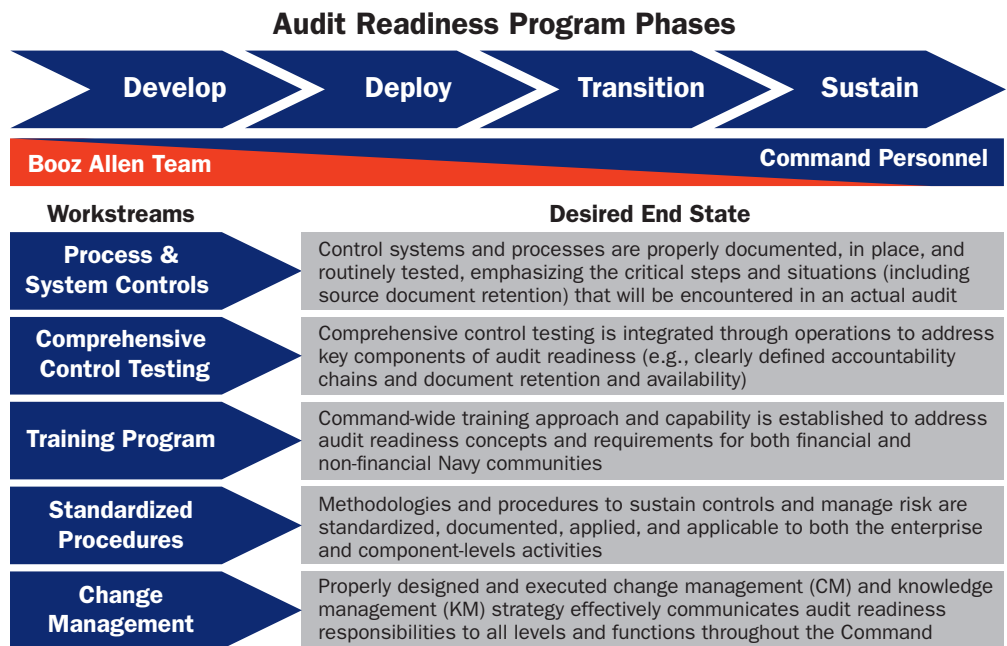 Audit Readiness Program Phases
Develop
Deploy
Transition
Sustain
Booz Allen Team
Command Personnel
Workstreams
Desired End State
Process &
System Controls
Control systems and processes are properly documented, in place, and
routinely tested, emphasizing the critical steps and situations (including
source document retention) that will be encountered in an actual audit
Comprehensive
Control Testing
Comprehensive control testing is integrated through operations to address
key components of audit readiness (e.g., clearly defined accountability
chains and document retention and availability)
Training Program
Command-wide training approach and capability is established to address
audit readiness concepts and requirements for both financial and
non-financial Navy communities
Standardized
Procedures
Methodologies and procedures to sustain controls and manage risk are
standardized, documented, applied, and applicable to both the enterprise
and component-levels activities
Change
Management
Properly designed and executed change management (CM) and knowledge
management (KM) strategy effectively communicates audit readiness
responsibilities to all levels and functions throughout the Command